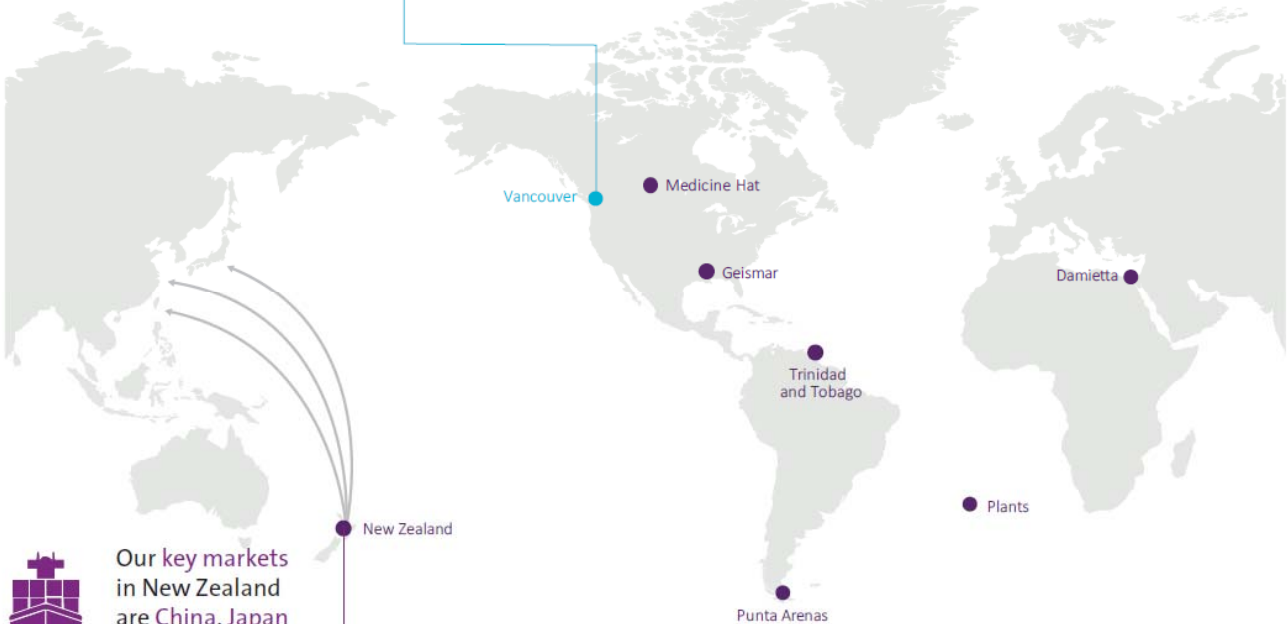 Vancouver
Medicine Hat
Geismar
Damietta
Trinidad
and Tobago
Plants
New Zealand
Our key markets
in New Zealand
are China, Japan
Punta Arenas